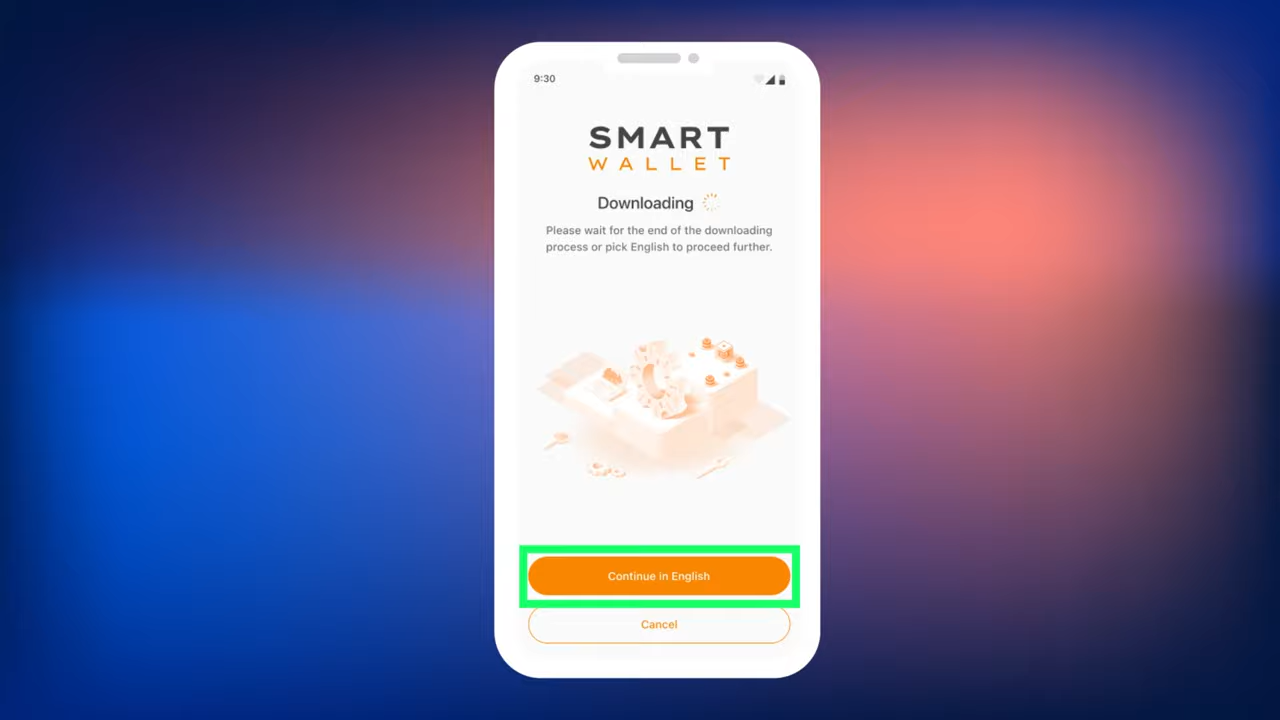 9:30
SMART
WALLET
Downloading
Please wait for the end of the downloading
process or pick English to proceed further.
Continue in English
Cancel